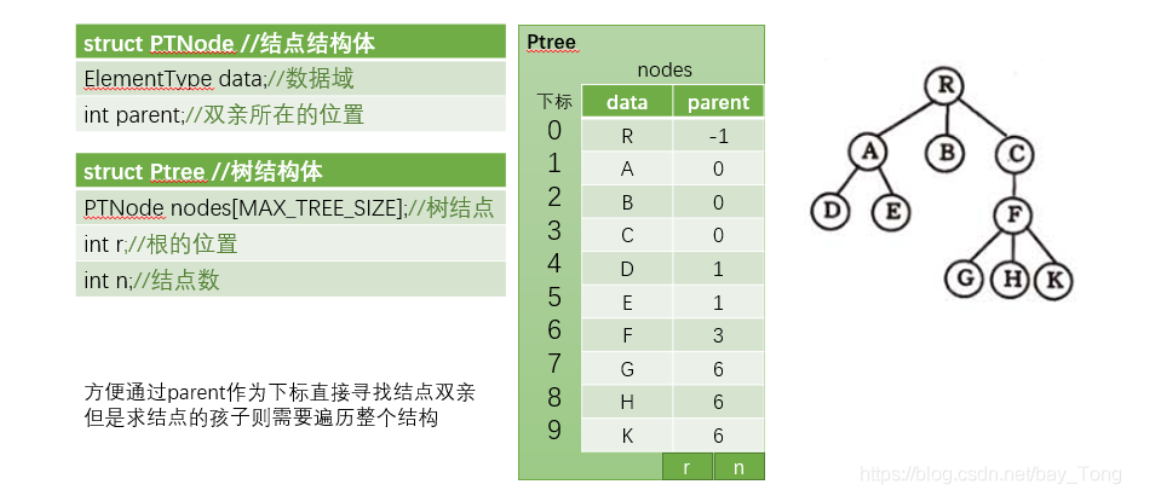 struct PTNode //结点结构体
ElementType data;//数据域
int parent;//双亲所在的位置
struct Ptree //树结构体
PTNode nodes[MAX_TREE_SIZE];//树结点
int r;//根的位置
int n;//结点数
方便通过parent作为下标直接寻找结点双亲
但是求结点的孩子则需要遍历整个结构
Ptree
nodes
下标 data parent
0 R -1
1 A 0
2 B 0
3 C 0
4 D 1
5 E 1
6 F 3
7 G 6
8 H 6
9 K 6
r n
R
A B C
D E F
G H K
https://blog.csdn.net/bay_Tong